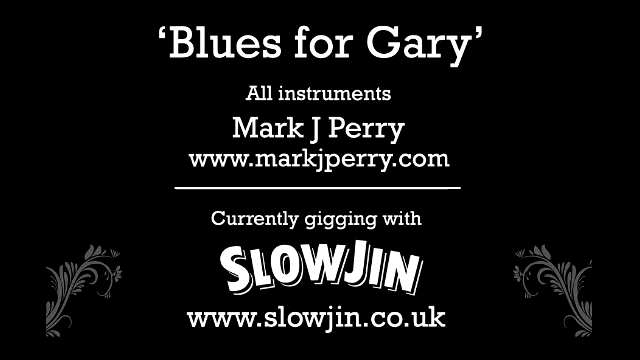 ‘Blues for Gary’
All instruments
Mark J Perry
www.markjperry.com
Currently gigging with
SLOWJIN
www.slowjin.co.uk